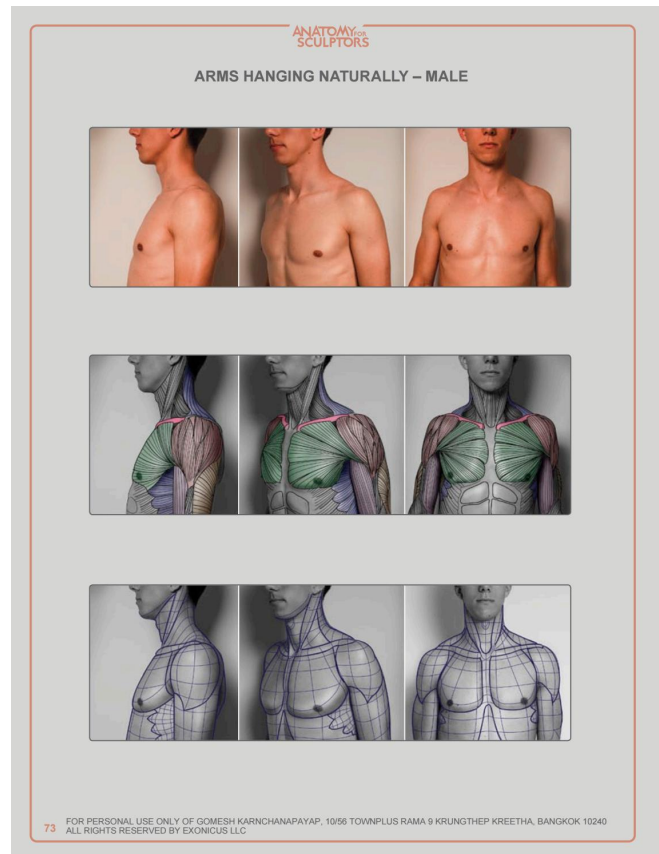 ANATOMY FOR
SCULPTORS
ARMS HANGING NATURALLY – MALE
73 FOR PERSONAL USE ONLY OF GOMESH KARNCHANAPAYAP, 10/56 TOWNPLUS RAMA 9 KRUNGTHEP KREETHA, BANGKOK 10240
ALL RIGHTS RESERVED BY EXONICUS LLC